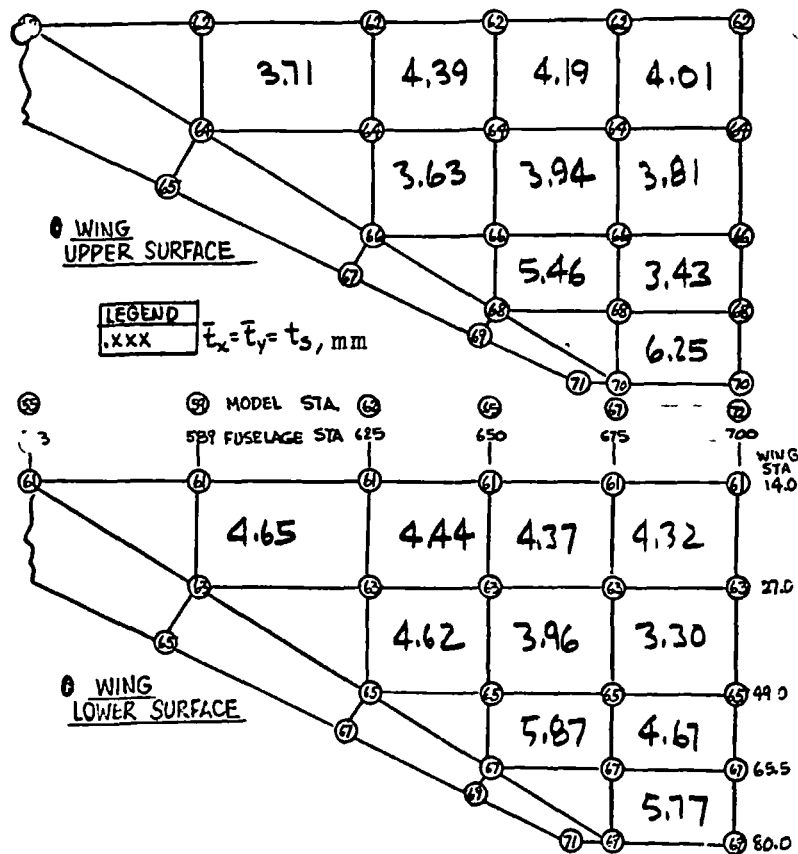 62 62 62 62 62
3.71 4.39 4.19 4.01
64 64 64 64 64
3.63 3.94 3.81
65
WING
UPPER SURFACE
66 66 66 66
67
5.46 3.43
LEGEND
.XXX
t̄x = t̄y = ts, mm
68 68 68
69
6.25
71 70 70
55 59 MODEL STA. 62 65 67 72
3 589 FUSELAGE STA 625 650 675 700
WING
STA
61 61 61 61 61 61 14.0
4.65 4.44 4.37 4.32
63 63 63 63 63 27.0
4.62 3.96 3.30
65
WING
LOWER SURFACE
65 65 65 65 49.0
67
5.87 4.67
67 67 67 65.5
69
5.77
71 69 69 80.0